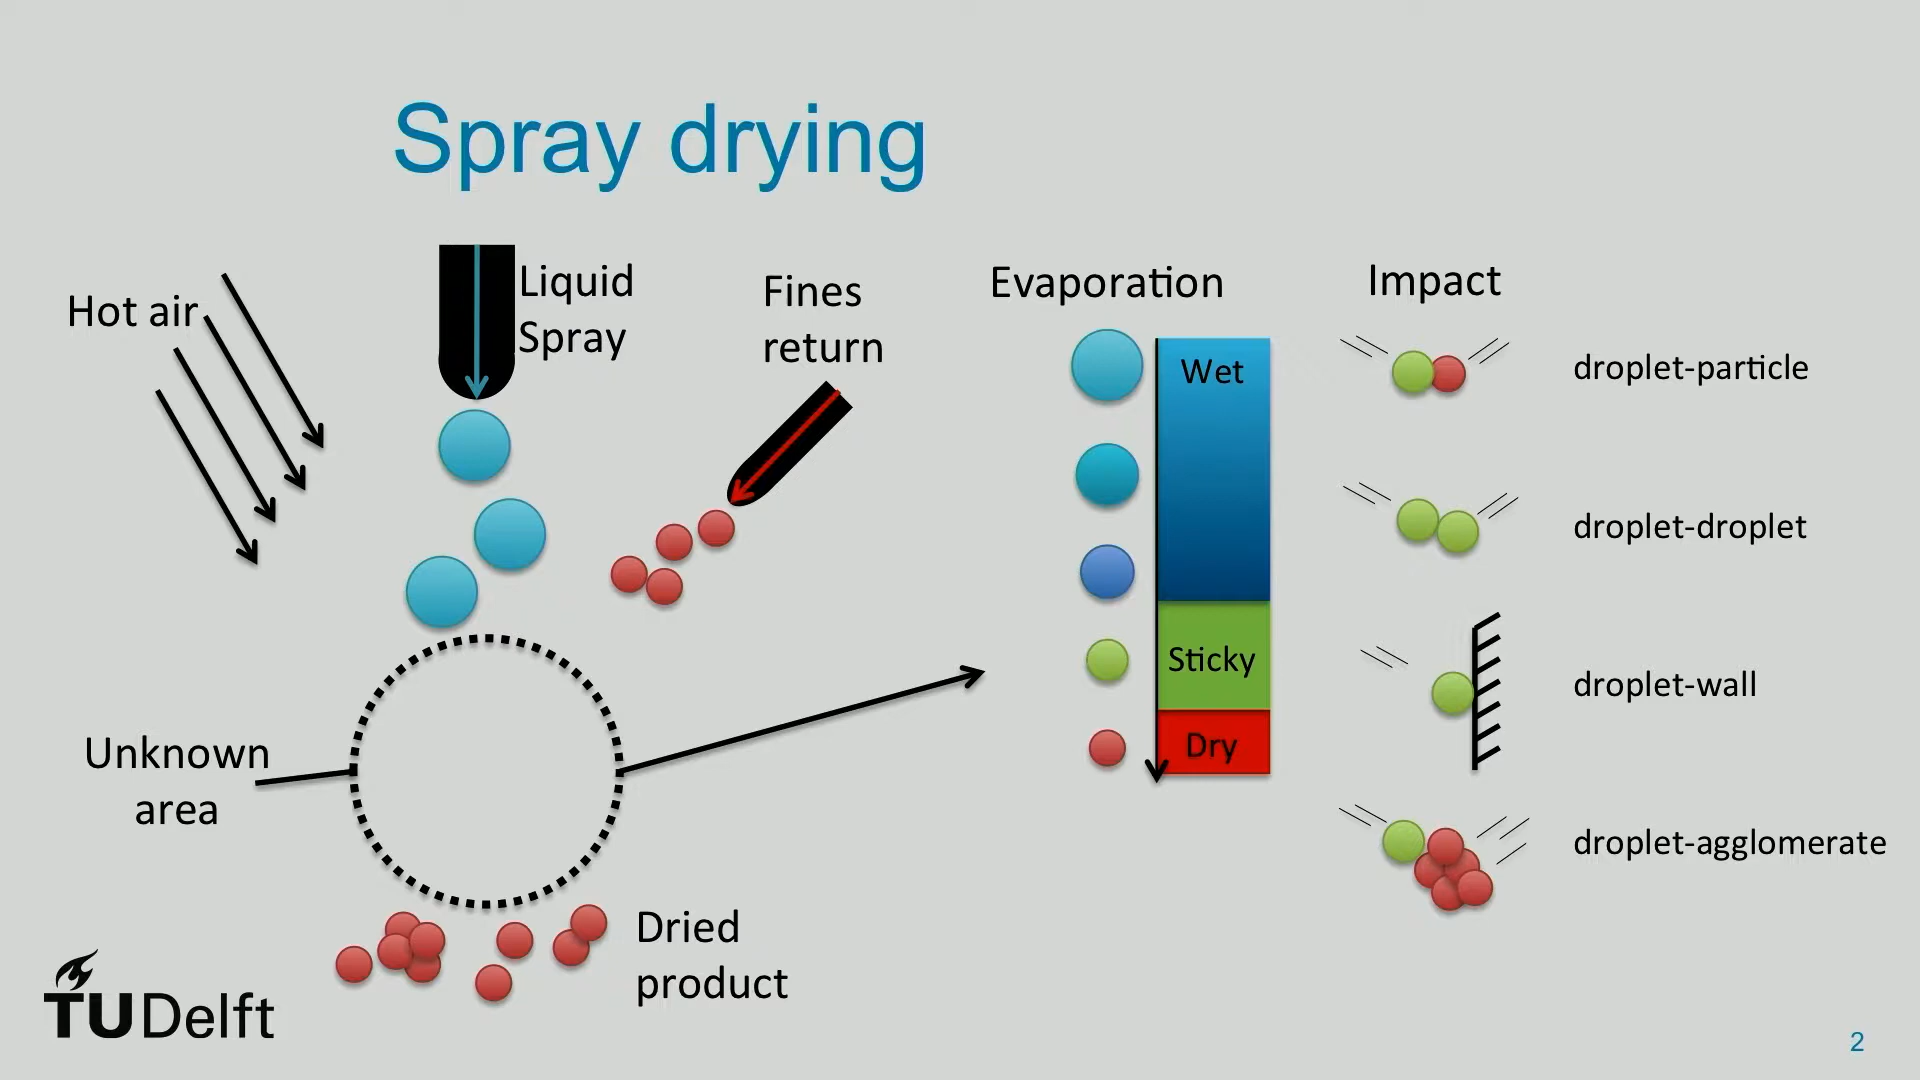 Spray drying
Hot air
Liquid
Spray
Fines
return
Unknown
area
Dried
product
Evaporation
Wet
Sticky
Dry
Impact
droplet-particle
droplet-droplet
droplet-wall
droplet-agglomerate
TUDelft
2